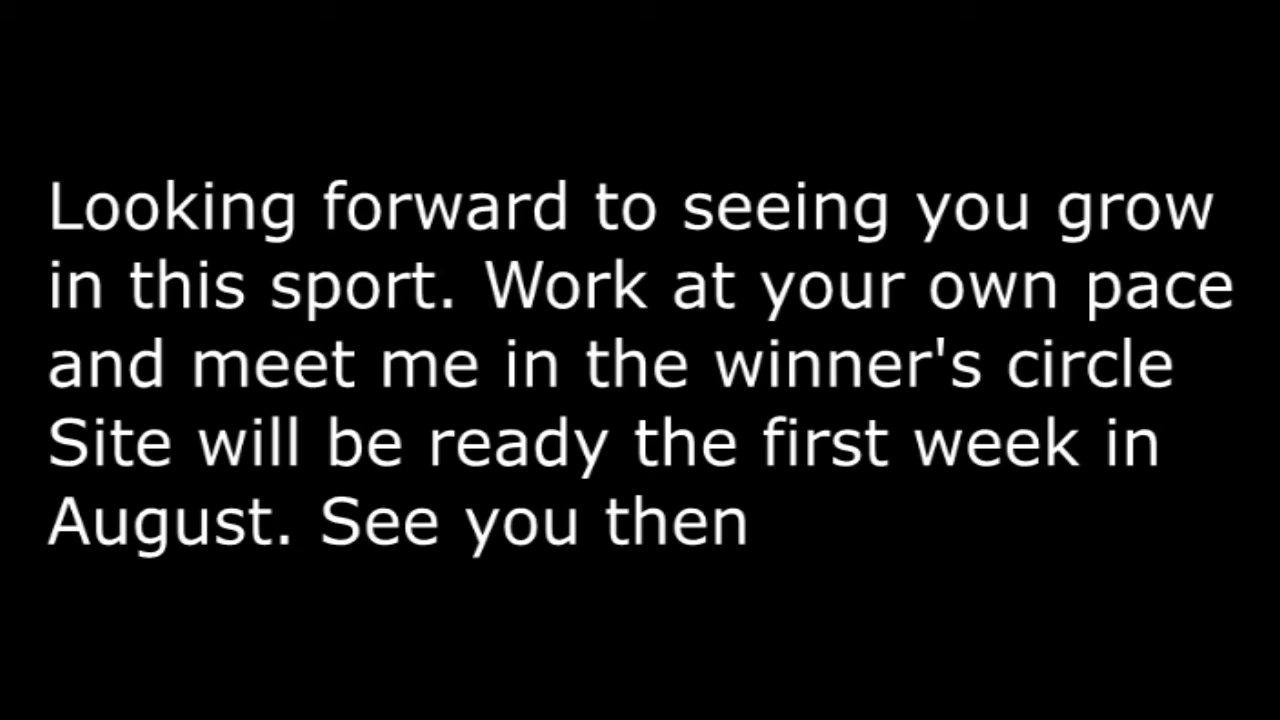 Looking forward to seeing you grow
in this sport. Work at your own pace
and meet me in the winner's circle
Site will be ready the first week in
August. See you then